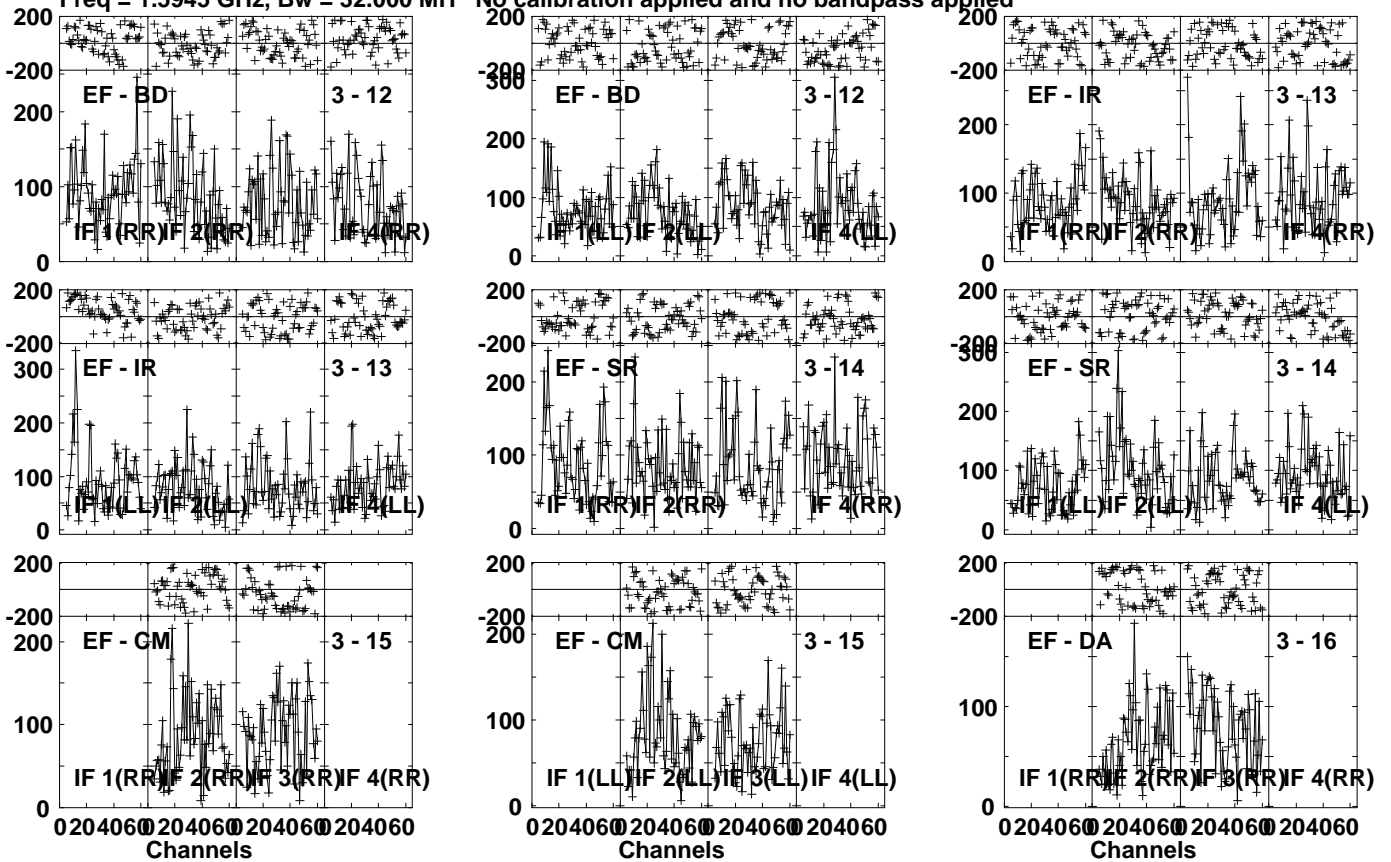 Freq = 1.5945 GHz, Bw = 32.000 MH No calibration applied and no bandpass applied
200
-200
EF - BD 3 - 12
200
100
IF 1(RR) IF 2(RR) IF 4(RR)
0
200
-200
300
EF - BD 3 - 12
200
100
IF 1(LL) IF 2(LL) IF 4(LL)
0
200
-200
EF - IR 3 - 13
200
100
IF 1(RR) IF 2(RR) IF 4(RR)
0
200
-200
300
EF - IR 3 - 13
200
100
IF 1(LL) IF 2(LL) IF 4(LL)
0
200
-200
EF - SR 3 - 14
200
100
IF 1(RR) IF 2(RR) IF 4(RR)
0
200
-200
300
EF - SR 3 - 14
200
100
IF 1(LL) IF 2(LL) IF 4(LL)
0
200
-200
200
EF - CM 3 - 15
100
IF 1(RR) IF 2(RR) IF 3(RR) IF 4(RR)
0
0 20 40 60 0 20 40 60 0 20 40 60 0 20 40 60
Channels
200
-200
200
EF - CM 3 - 15
100
IF 1(LL) IF 2(LL) IF 3(LL) IF 4(LL)
0
0 20 40 60 0 20 40 60 0 20 40 60 0 20 40 60
Channels
200
-200
EF - DA 3 - 16
100
IF 1(RR) IF 2(RR) IF 3(RR) IF 4(RR)
0
0 20 40 60 0 20 40 60 0 20 40 60 0 20 40 60
Channels